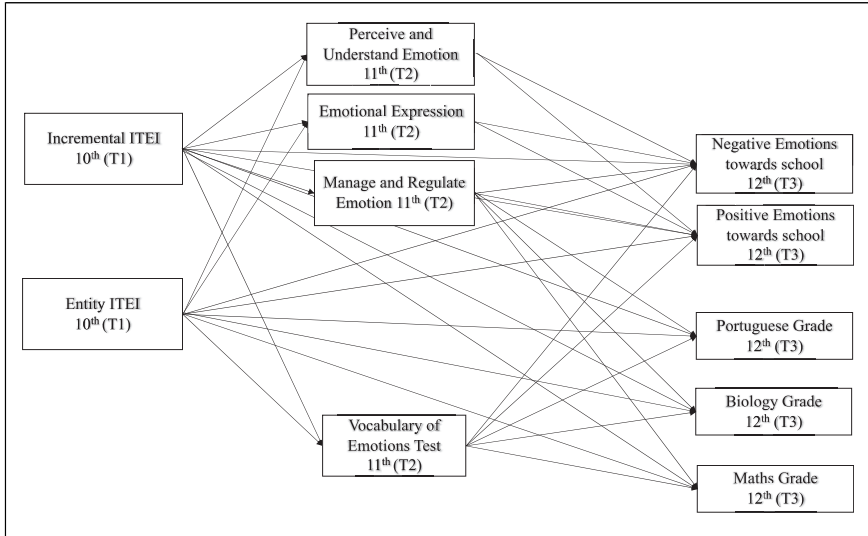 Perceive and
Understand Emotion
11th (T2)
Emotional Expression
11th (T2)
Incremental ITEI
10th (T1)
Manage and Regulate
Emotion 11th (T2)
Negative Emotions
towards school
12th (T3)
Positive Emotions
towards school
12th (T3)
Entity ITEI
10th (T1)
Portuguese Grade
12th (T3)
Biology Grade
12th (T3)
Vocabulary of
Emotions Test
11th (T2)
Maths Grade
12th (T3)